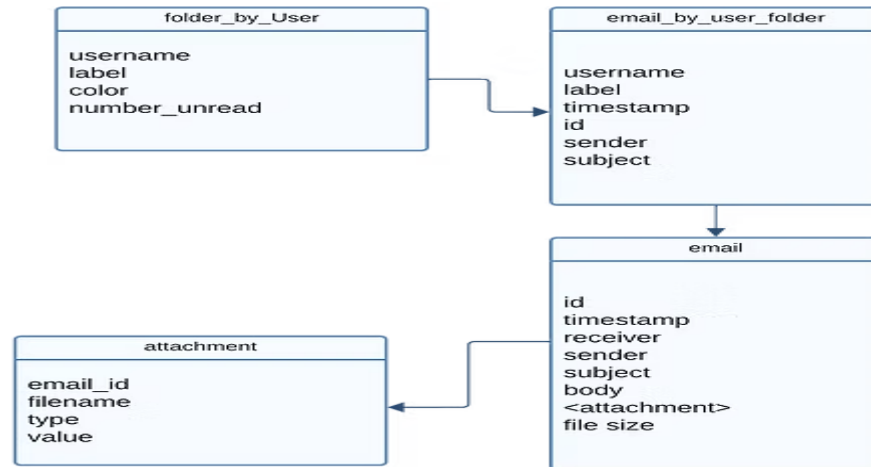 folder_by_User
username
label
color
number_unread
email_by_user_folder
username
label
timestamp
id
sender
subject
email
id
timestamp
receiver
sender
subject
body
<attachment>
file size
attachment
email_id
filename
type
value